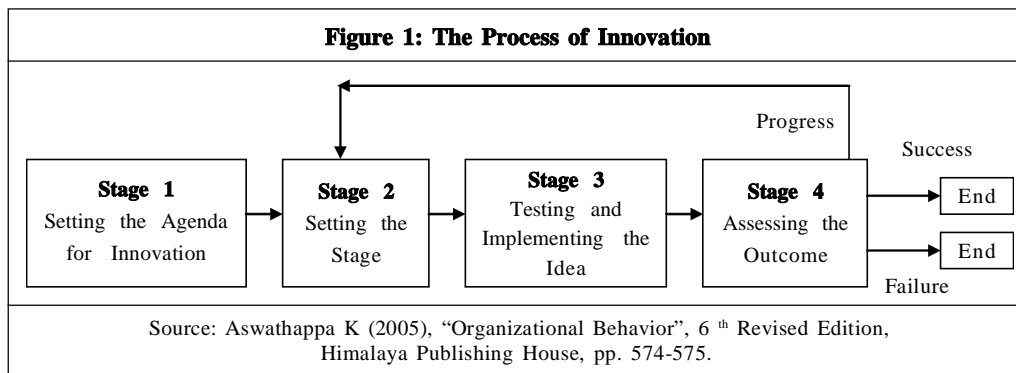 Figure 1: The Process of Innovation
Progress
Success
Stage 1
Setting the Agenda
for Innovation
Stage 2
Setting the
Stage
Stage 3
Testing and
Implementing the
Idea
Stage 4
Assessing the
Outcome
End
End
Failure
Source: Aswathappa K (2005), “Organizational Behavior”, 6 th Revised Edition,
Himalaya Publishing House, pp. 574-575.